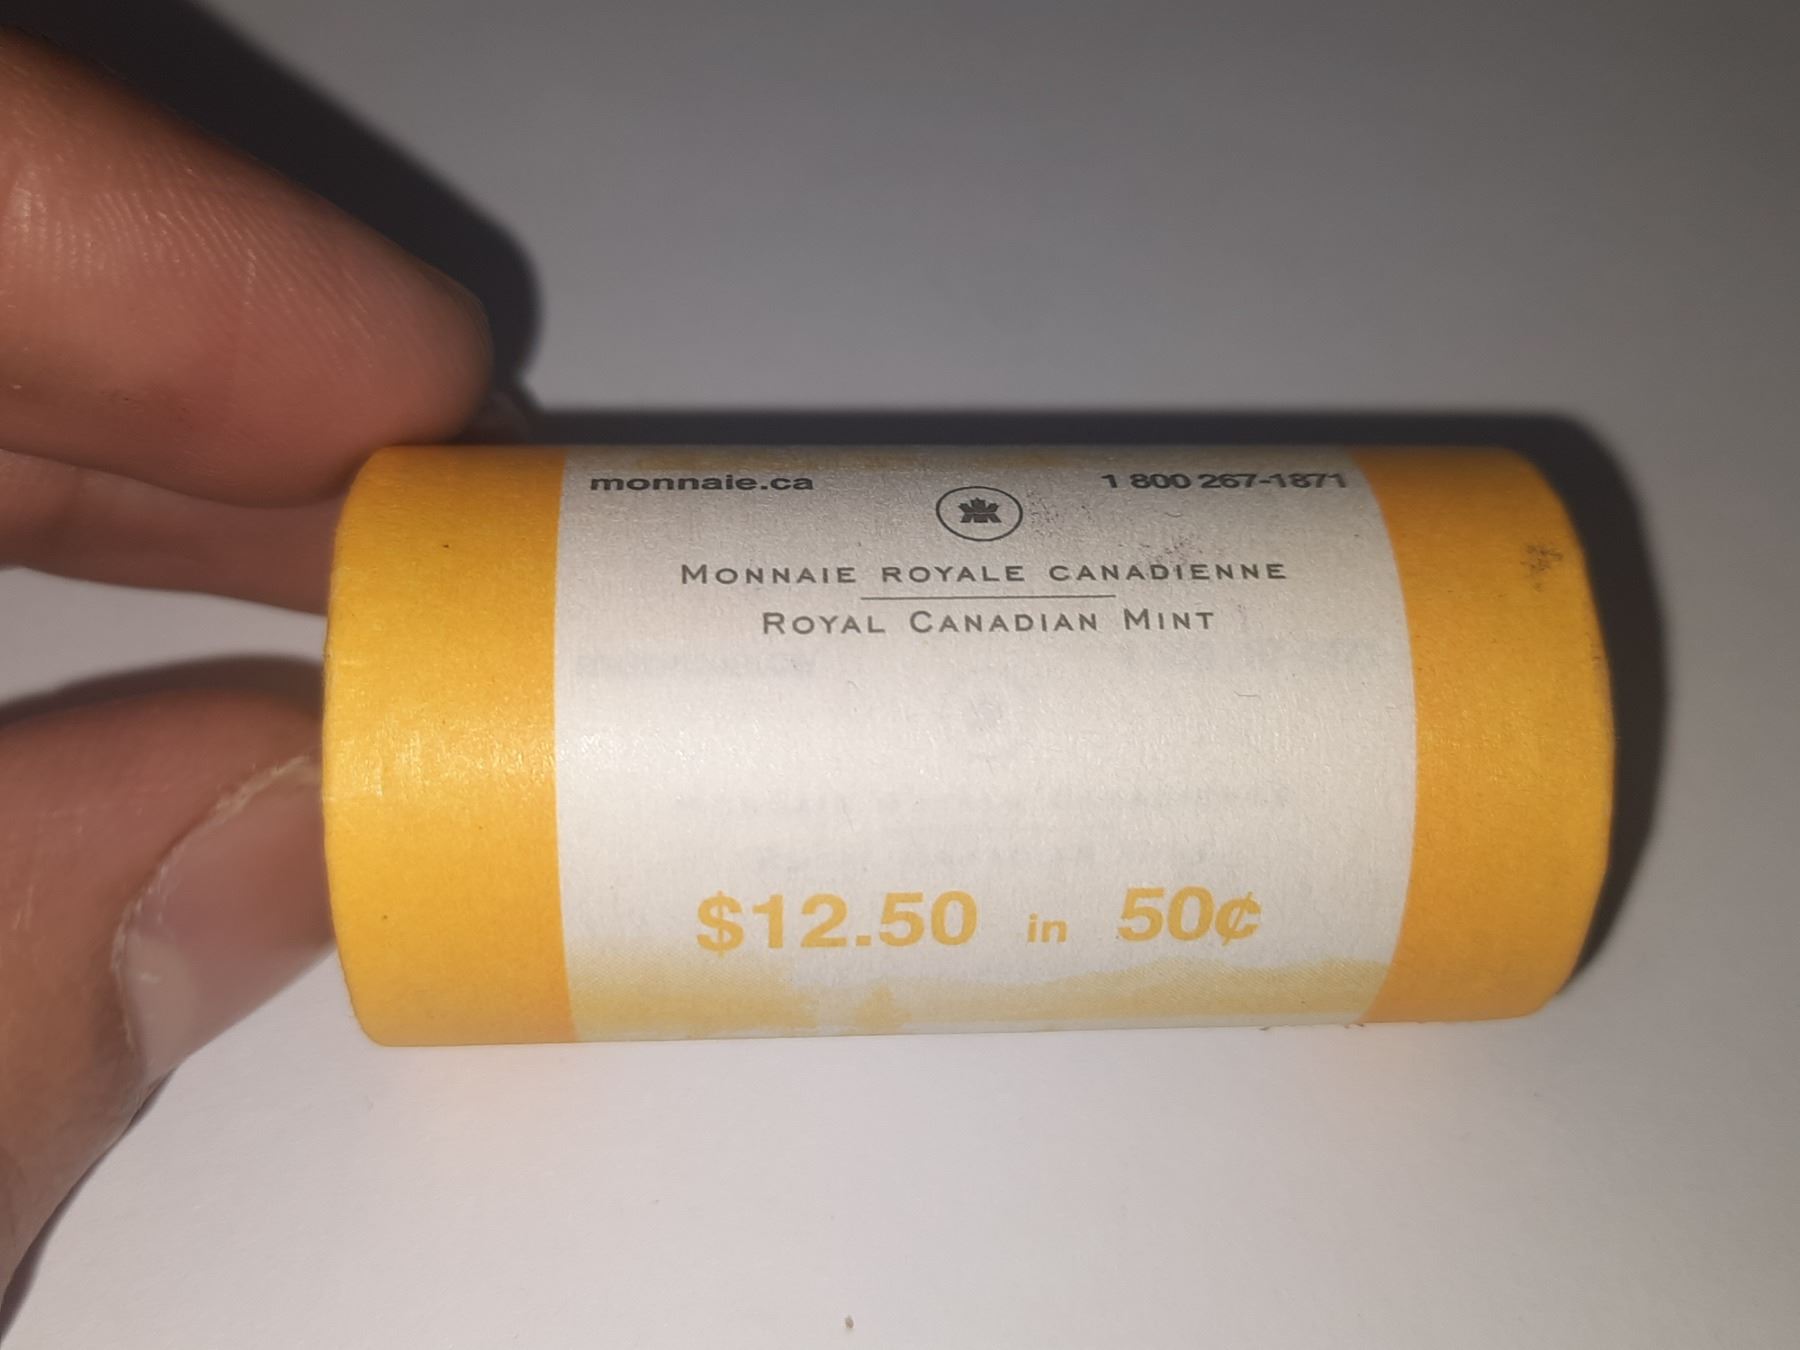 monnaie.ca 1 800 267-1871
MONNAIE ROYALE CANADIENNE
ROYAL CANADIAN MINT
$12.50 in 50¢